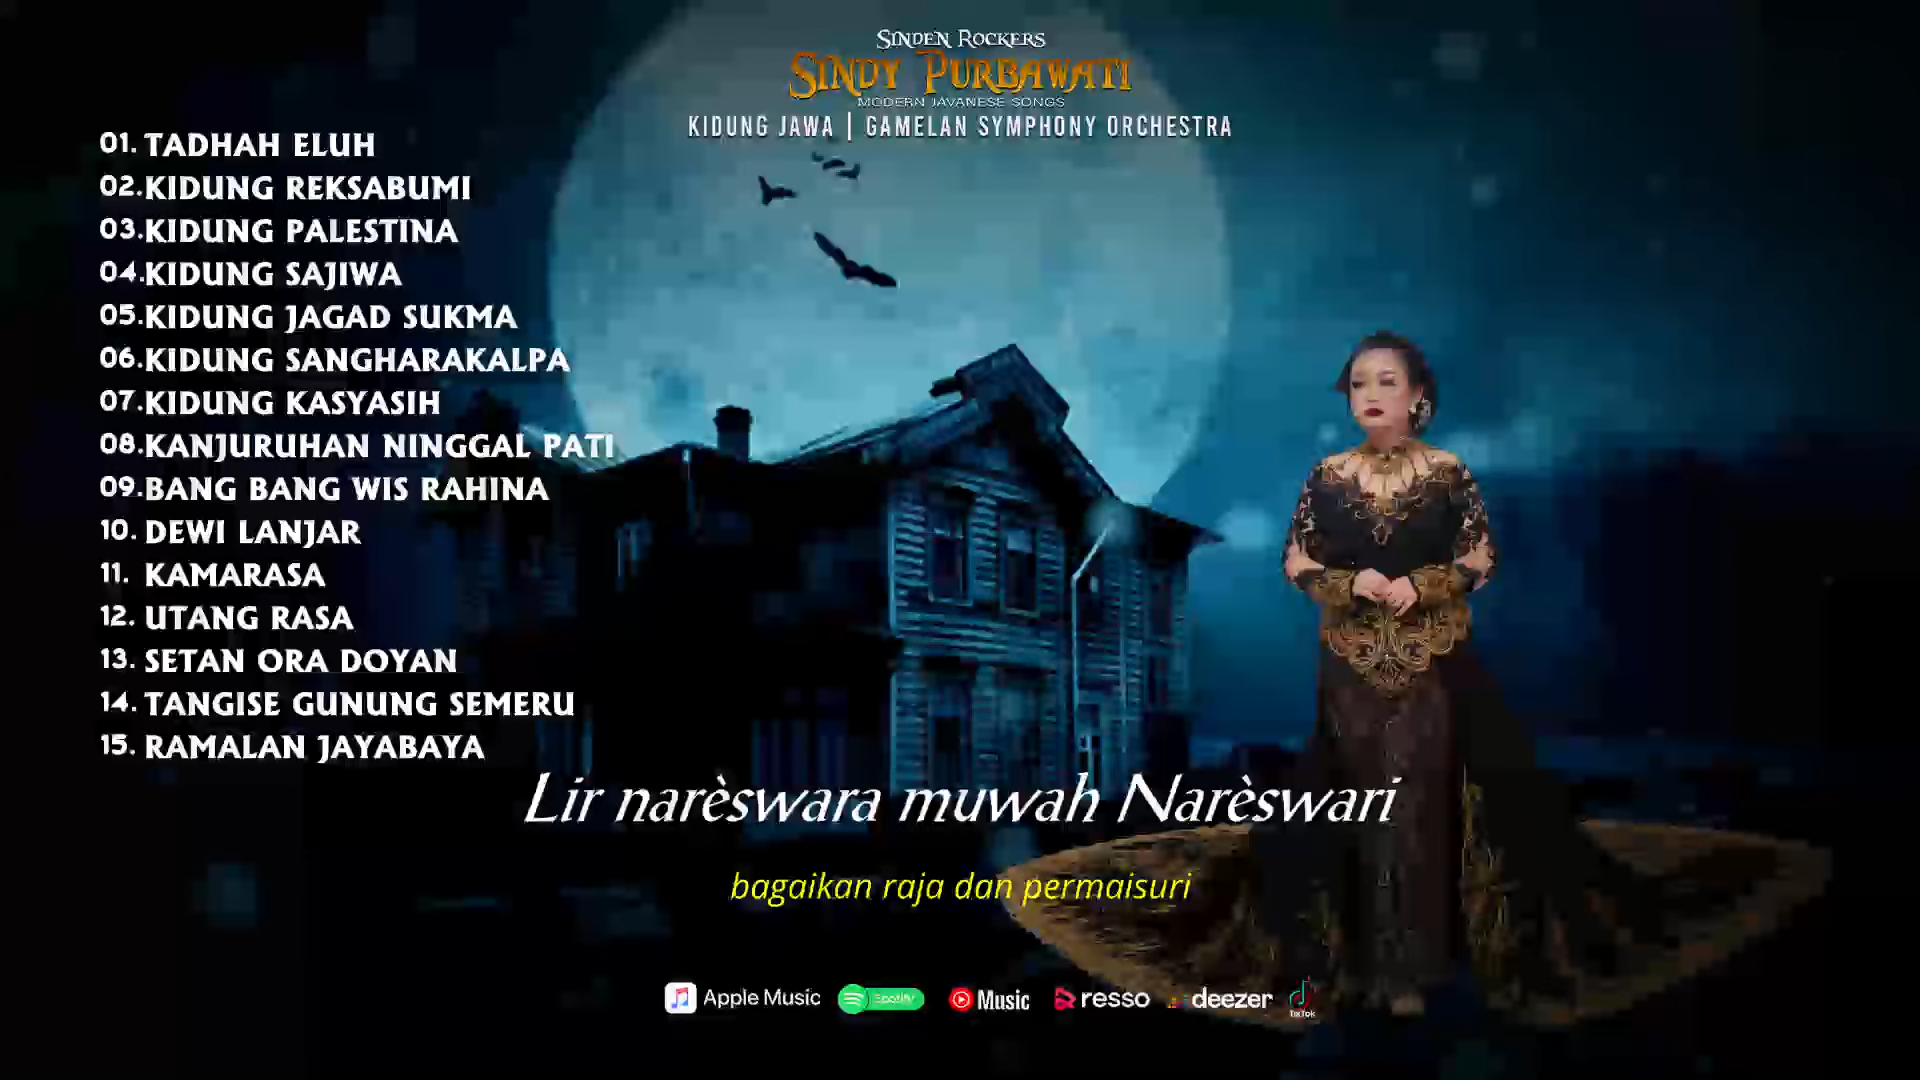 SINDEN ROCKERS
SINDY PURBAWATI
MODERN JAVANESE SONGS
KIDUNG JAWA | GAMELAN SYMPHONY ORCHESTRA
01. TADHAH ELUH
02. KIDUNG REKSABUMI
03. KIDUNG PALESTINA
04. KIDUNG SAJIWA
05. KIDUNG JAGAD SUKMA
06. KIDUNG SANGHARAKALPA
07. KIDUNG KASYASIH
08. KANJURUHAN NINGGAL PATI
09. BANG BANG WIS RAHINA
10. DEWI LANJAR
11. KAMARASA
12. UTANG RASA
13. SETAN ORA DOYAN
14. TANGISE GUNUNG SEMERU
15. RAMALAN JAYABAYA
Lir narèswara muwah Narèswari
bagaikan raja dan permaisuri
Apple Music Spotify Music resso deezer TikTok